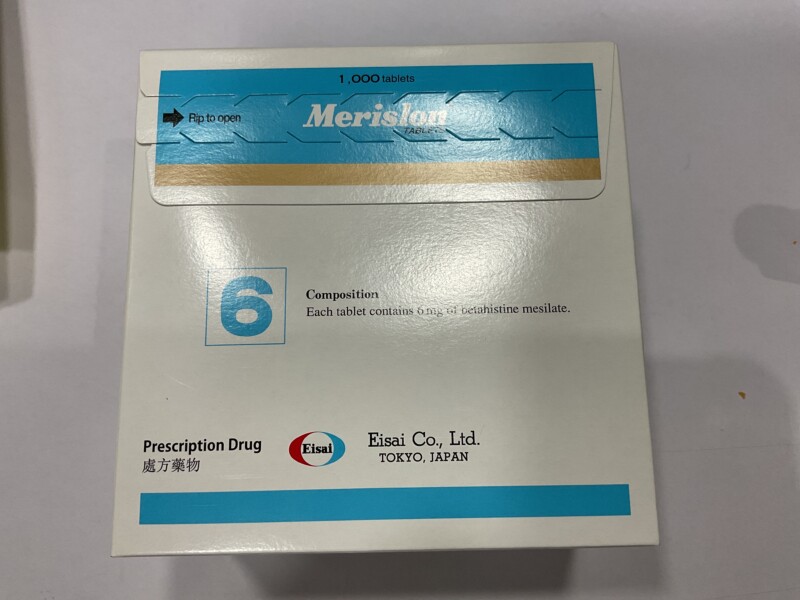 1,000 tablets
Rip to open
Merislon
TABLETS
6
Composition
Each tablet contains 6 mg of betahistine mesilate.
Prescription Drug
處方藥物
Eisai
Eisai Co., Ltd.
TOKYO, JAPAN